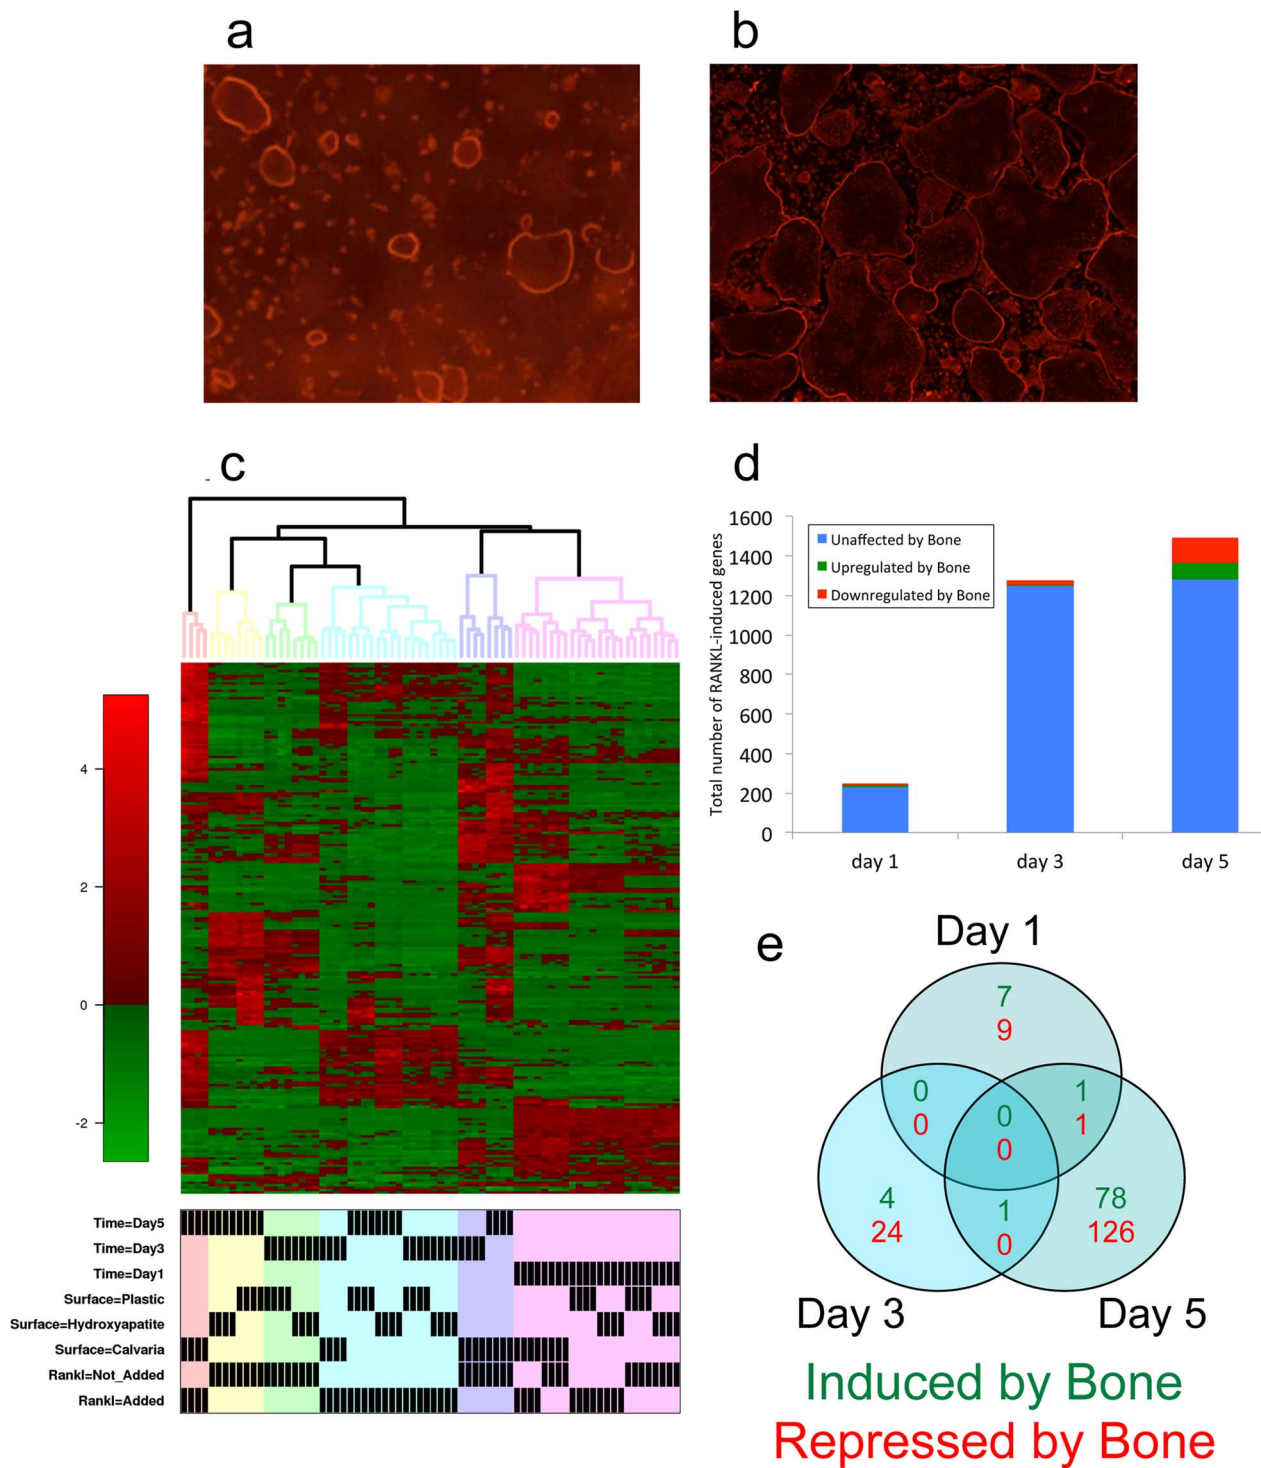 a
b
c
4
2
0
-2
Time=Day5
Time=Day3
Time=Day1
Surface=Plastic
Surface=Hydroxyapatite
Surface=Calvaria
Rankl=Not_Added
Rankl=Added
d
Total number of RANKL-induced genes
1600
1400
1200
1000
800
600
400
200
0
Unaffected by Bone
Upregulated by Bone
Downregulated by Bone
day 1
day 3
day 5
e
Day 1
7
9
0
0
0
0
1
1
4
24
1
0
78
126
Day 3
Day 5
Induced by Bone
Repressed by Bone